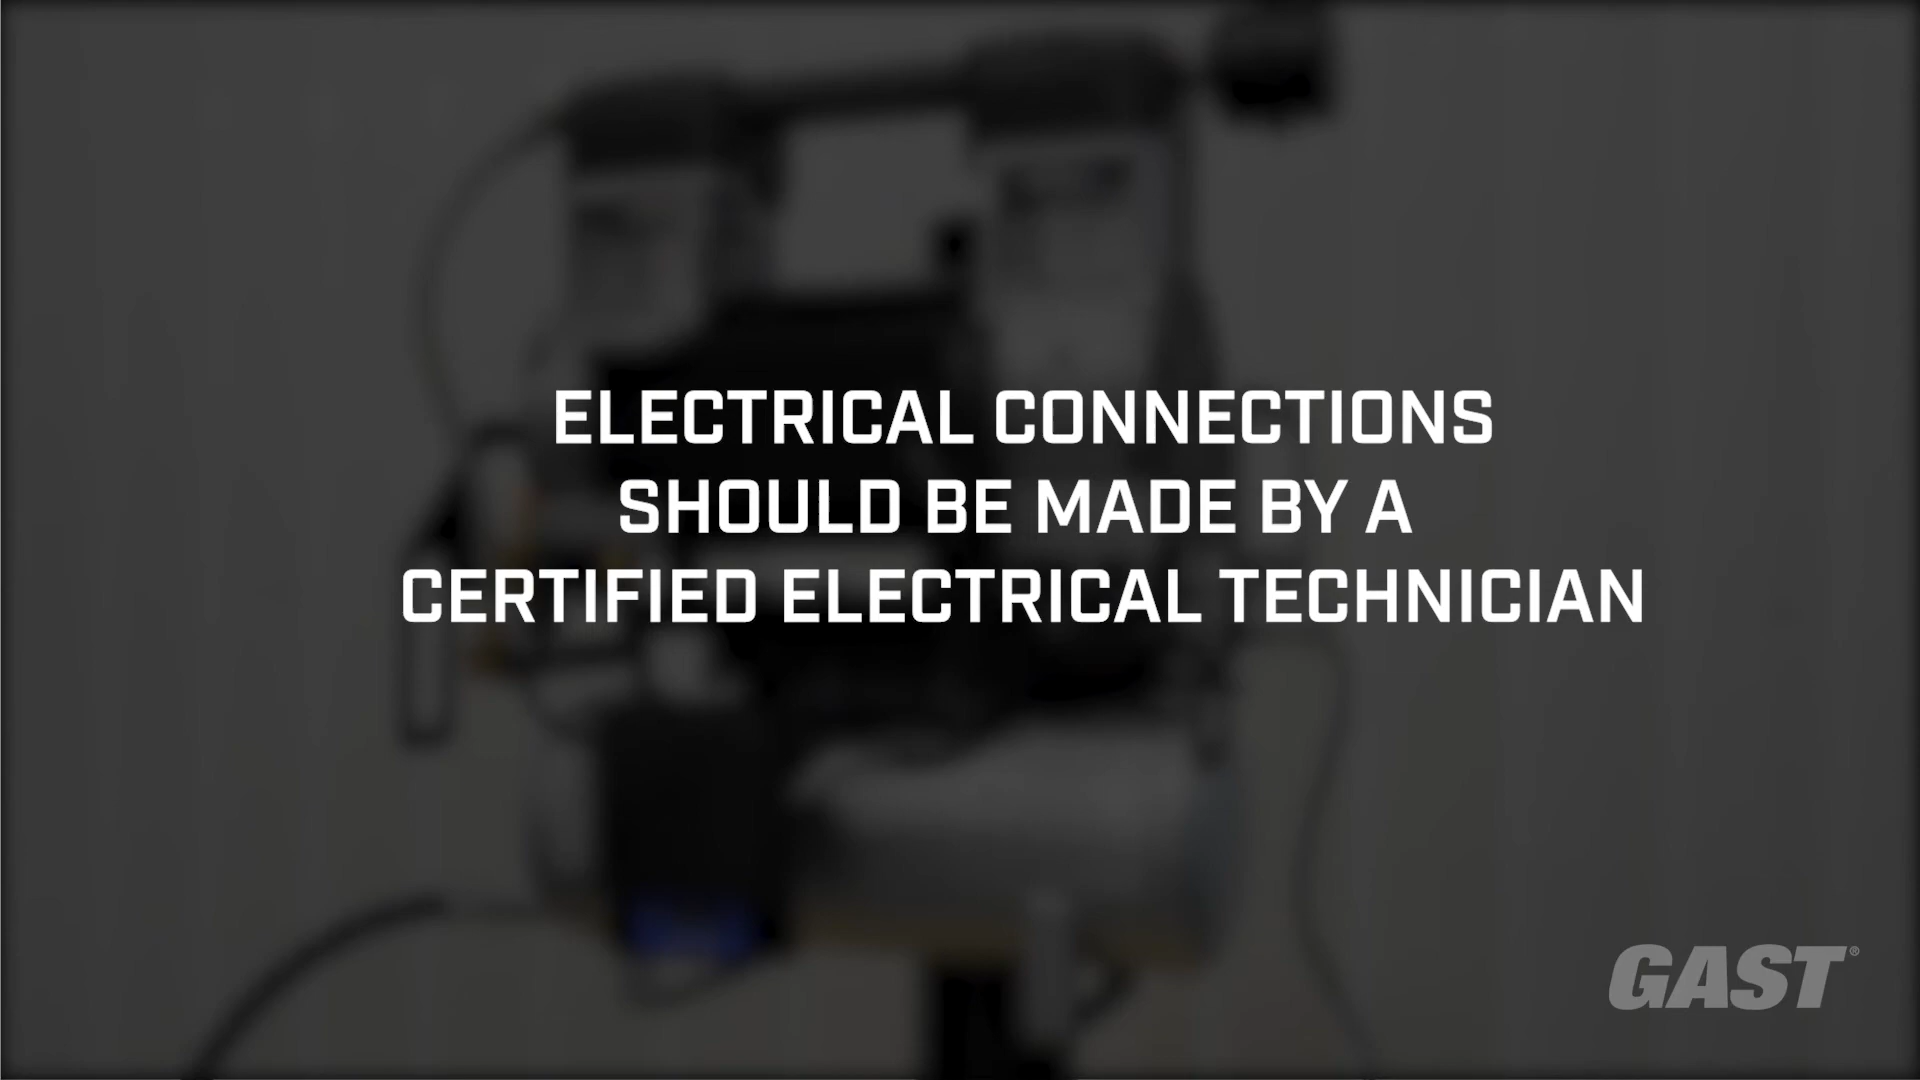 ELECTRICAL CONNECTIONS
SHOULD BE MADE BY A
CERTIFIED ELECTRICAL TECHNICIAN
GAST®